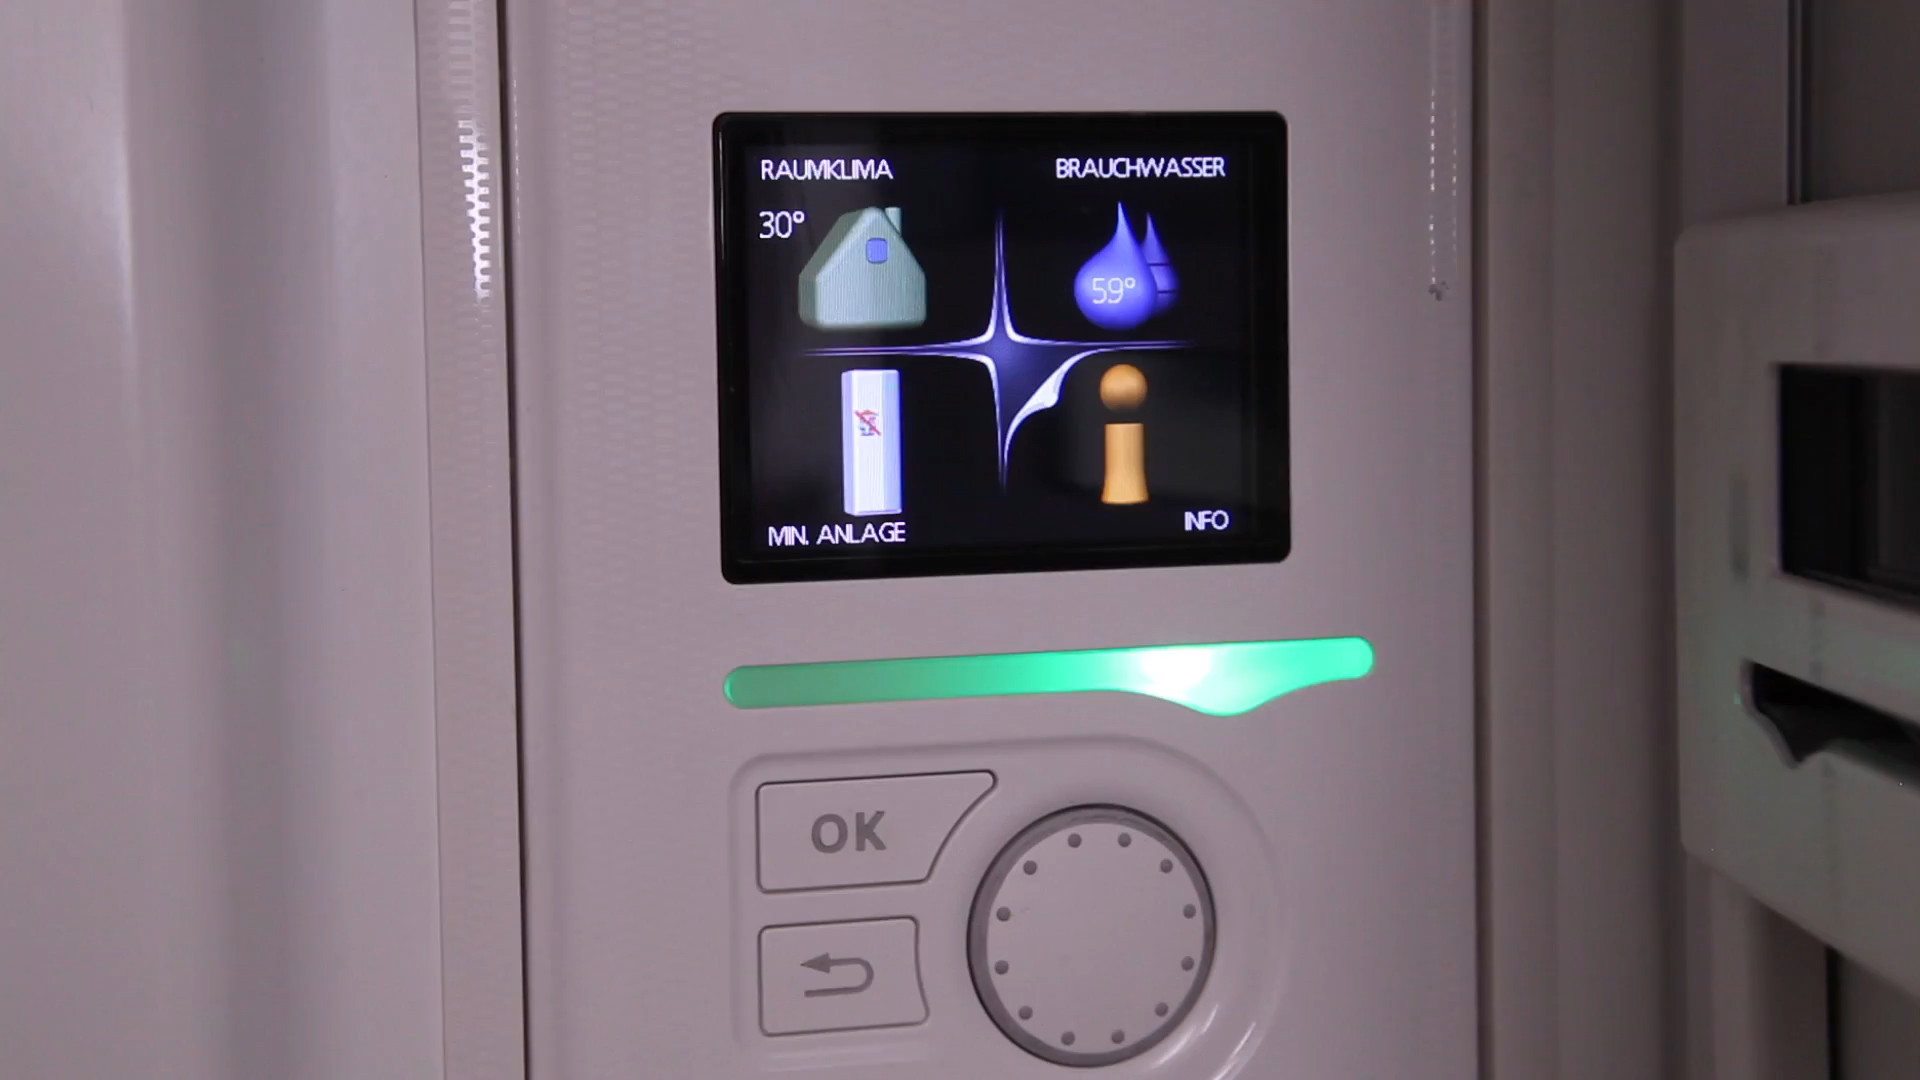 RAUMKLIMA
BRAUCHWASSER
30°
59°
MIN. ANLAGE
INFO
OK